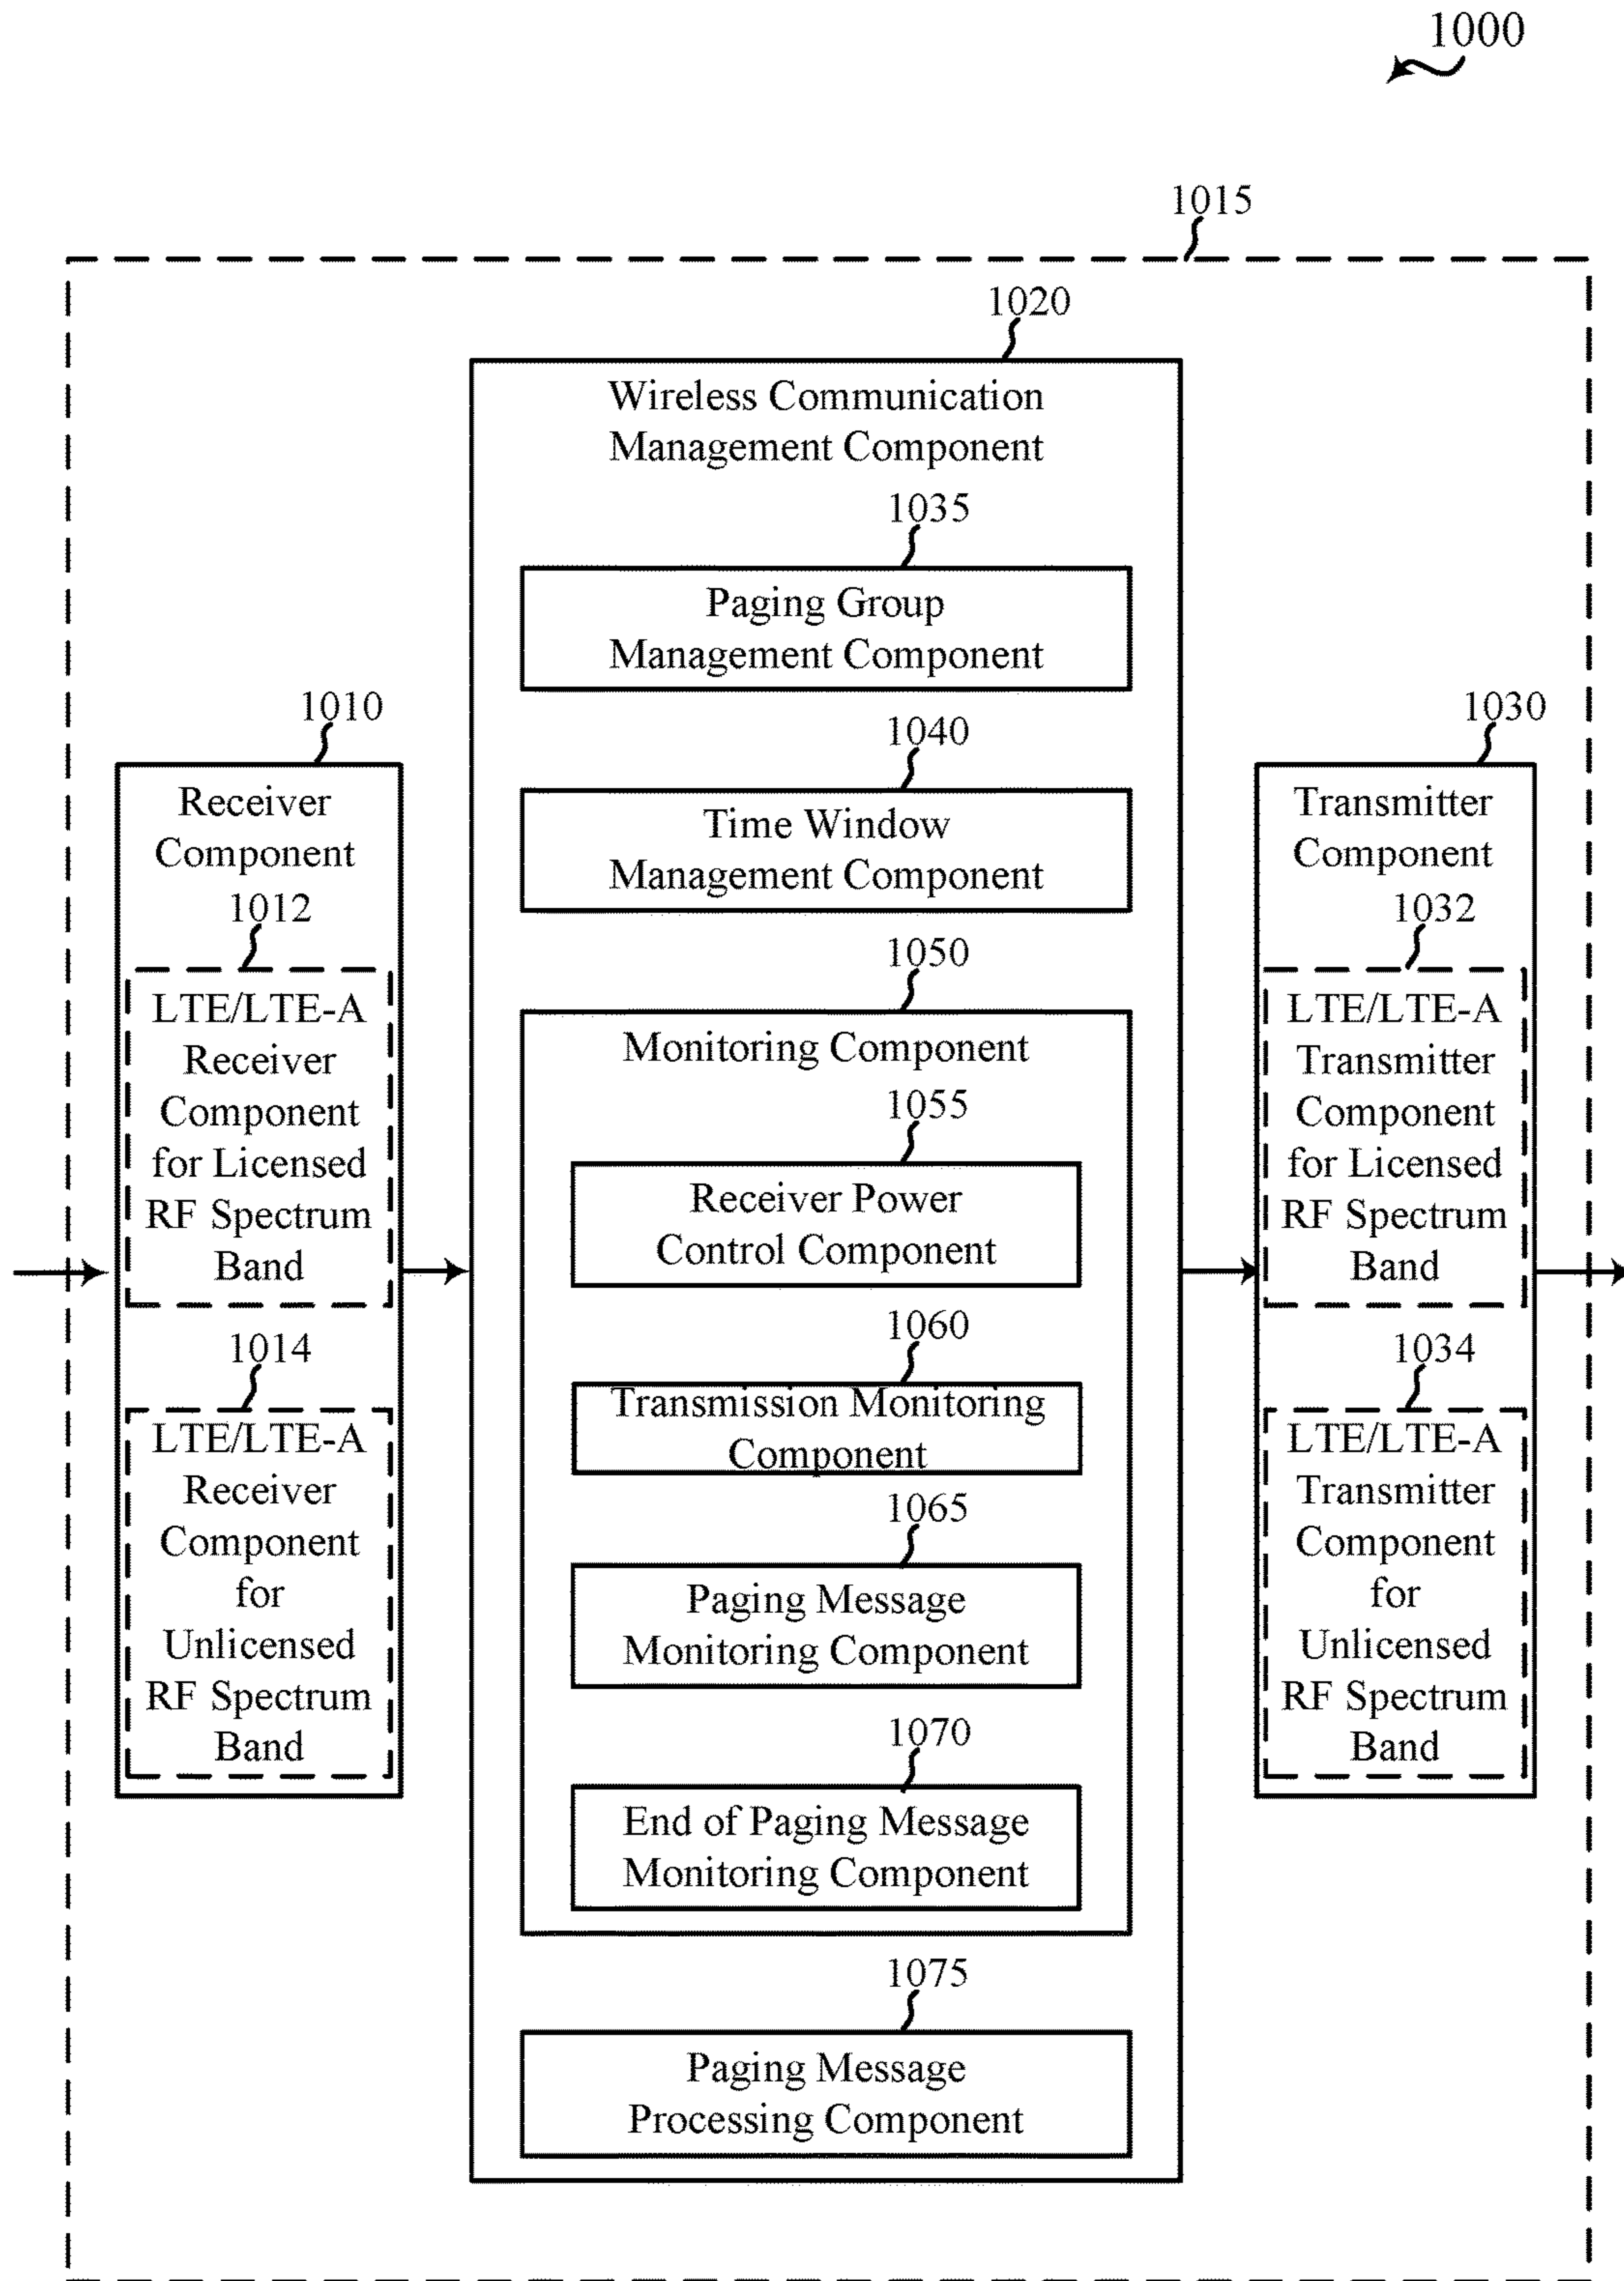 1000
1015
1020
Wireless Communication
Management Component
1035
Paging Group
Management Component
1040
Time Window
Management Component
1050
Monitoring Component
1055
Receiver Power
Control Component
1060
Transmission Monitoring
Component
1065
Paging Message
Monitoring Component
1070
End of Paging Message
Monitoring Component
1075
Paging Message
Processing Component
1010
Receiver
Component
1012
LTE/LTE-A
Receiver
Component
for Licensed
RF Spectrum
Band
1014
LTE/LTE-A
Receiver
Component
for
Unlicensed
RF Spectrum
Band
1030
Transmitter
Component
1032
LTE/LTE-A
Transmitter
Component
for Licensed
RF Spectrum
Band
1034
LTE/LTE-A
Transmitter
Component
for
Unlicensed
RF Spectrum
Band